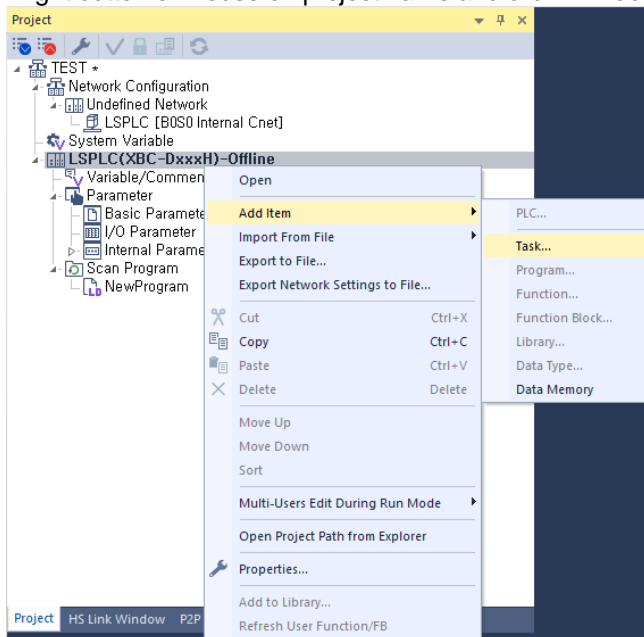 Project
TEST *
Network Configuration
Undefined Network
LSPLC [B0S0 Internal Cnet]
System Variable
LSPLC(XBC-DxxxH)-Offline
Variable/Commen
Parameter
Basic Paramete
I/O Parameter
Internal Parame
Scan Program
NewProgram
Open
Add Item
Import From File
Export to File...
Export Network Settings to File...
Cut Ctrl+X
Copy Ctrl+C
Paste Ctrl+V
Delete Delete
Move Up
Move Down
Sort
Multi-Users Edit During Run Mode
Open Project Path from Explorer
Properties...
Add to Library...
Refresh User Function/FB
PLC...
Task...
Program...
Function...
Function Block...
Library...
Data Type...
Data Memory
Project HS Link Window P2P